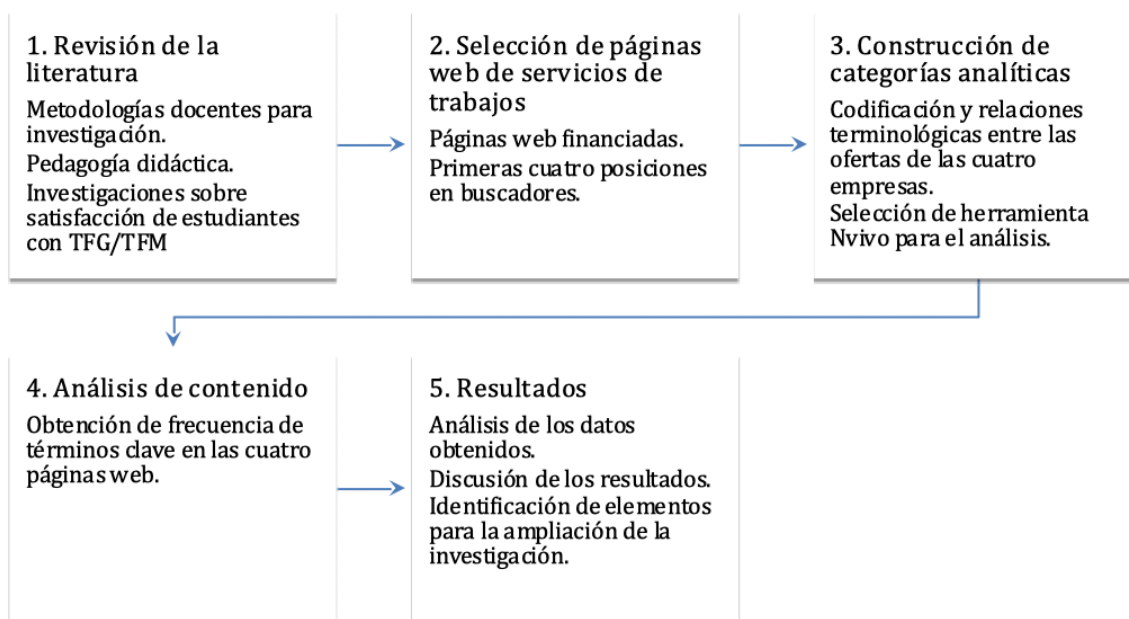 1. Revisión de la
literatura
Metodologías docentes para
investigación.
Pedagogía didáctica.
Investigaciones sobre
satisfacción de estudiantes
con TFG/TFM
2. Selección de páginas
web de servicios de
trabajos
Páginas web financiadas.
Primeras cuatro posiciones
en buscadores.
3. Construcción de
categorías analíticas
Codificación y relaciones
terminológicas entre las
ofertas de las cuatro
empresas.
Selección de herramienta
Nvivo para el análisis.
4. Análisis de contenido
Obtención de frecuencia de
términos clave en las cuatro
páginas web.
5. Resultados
Análisis de los datos
obtenidos.
Discusión de los resultados.
Identificación de elementos
para la ampliación de la
investigación.